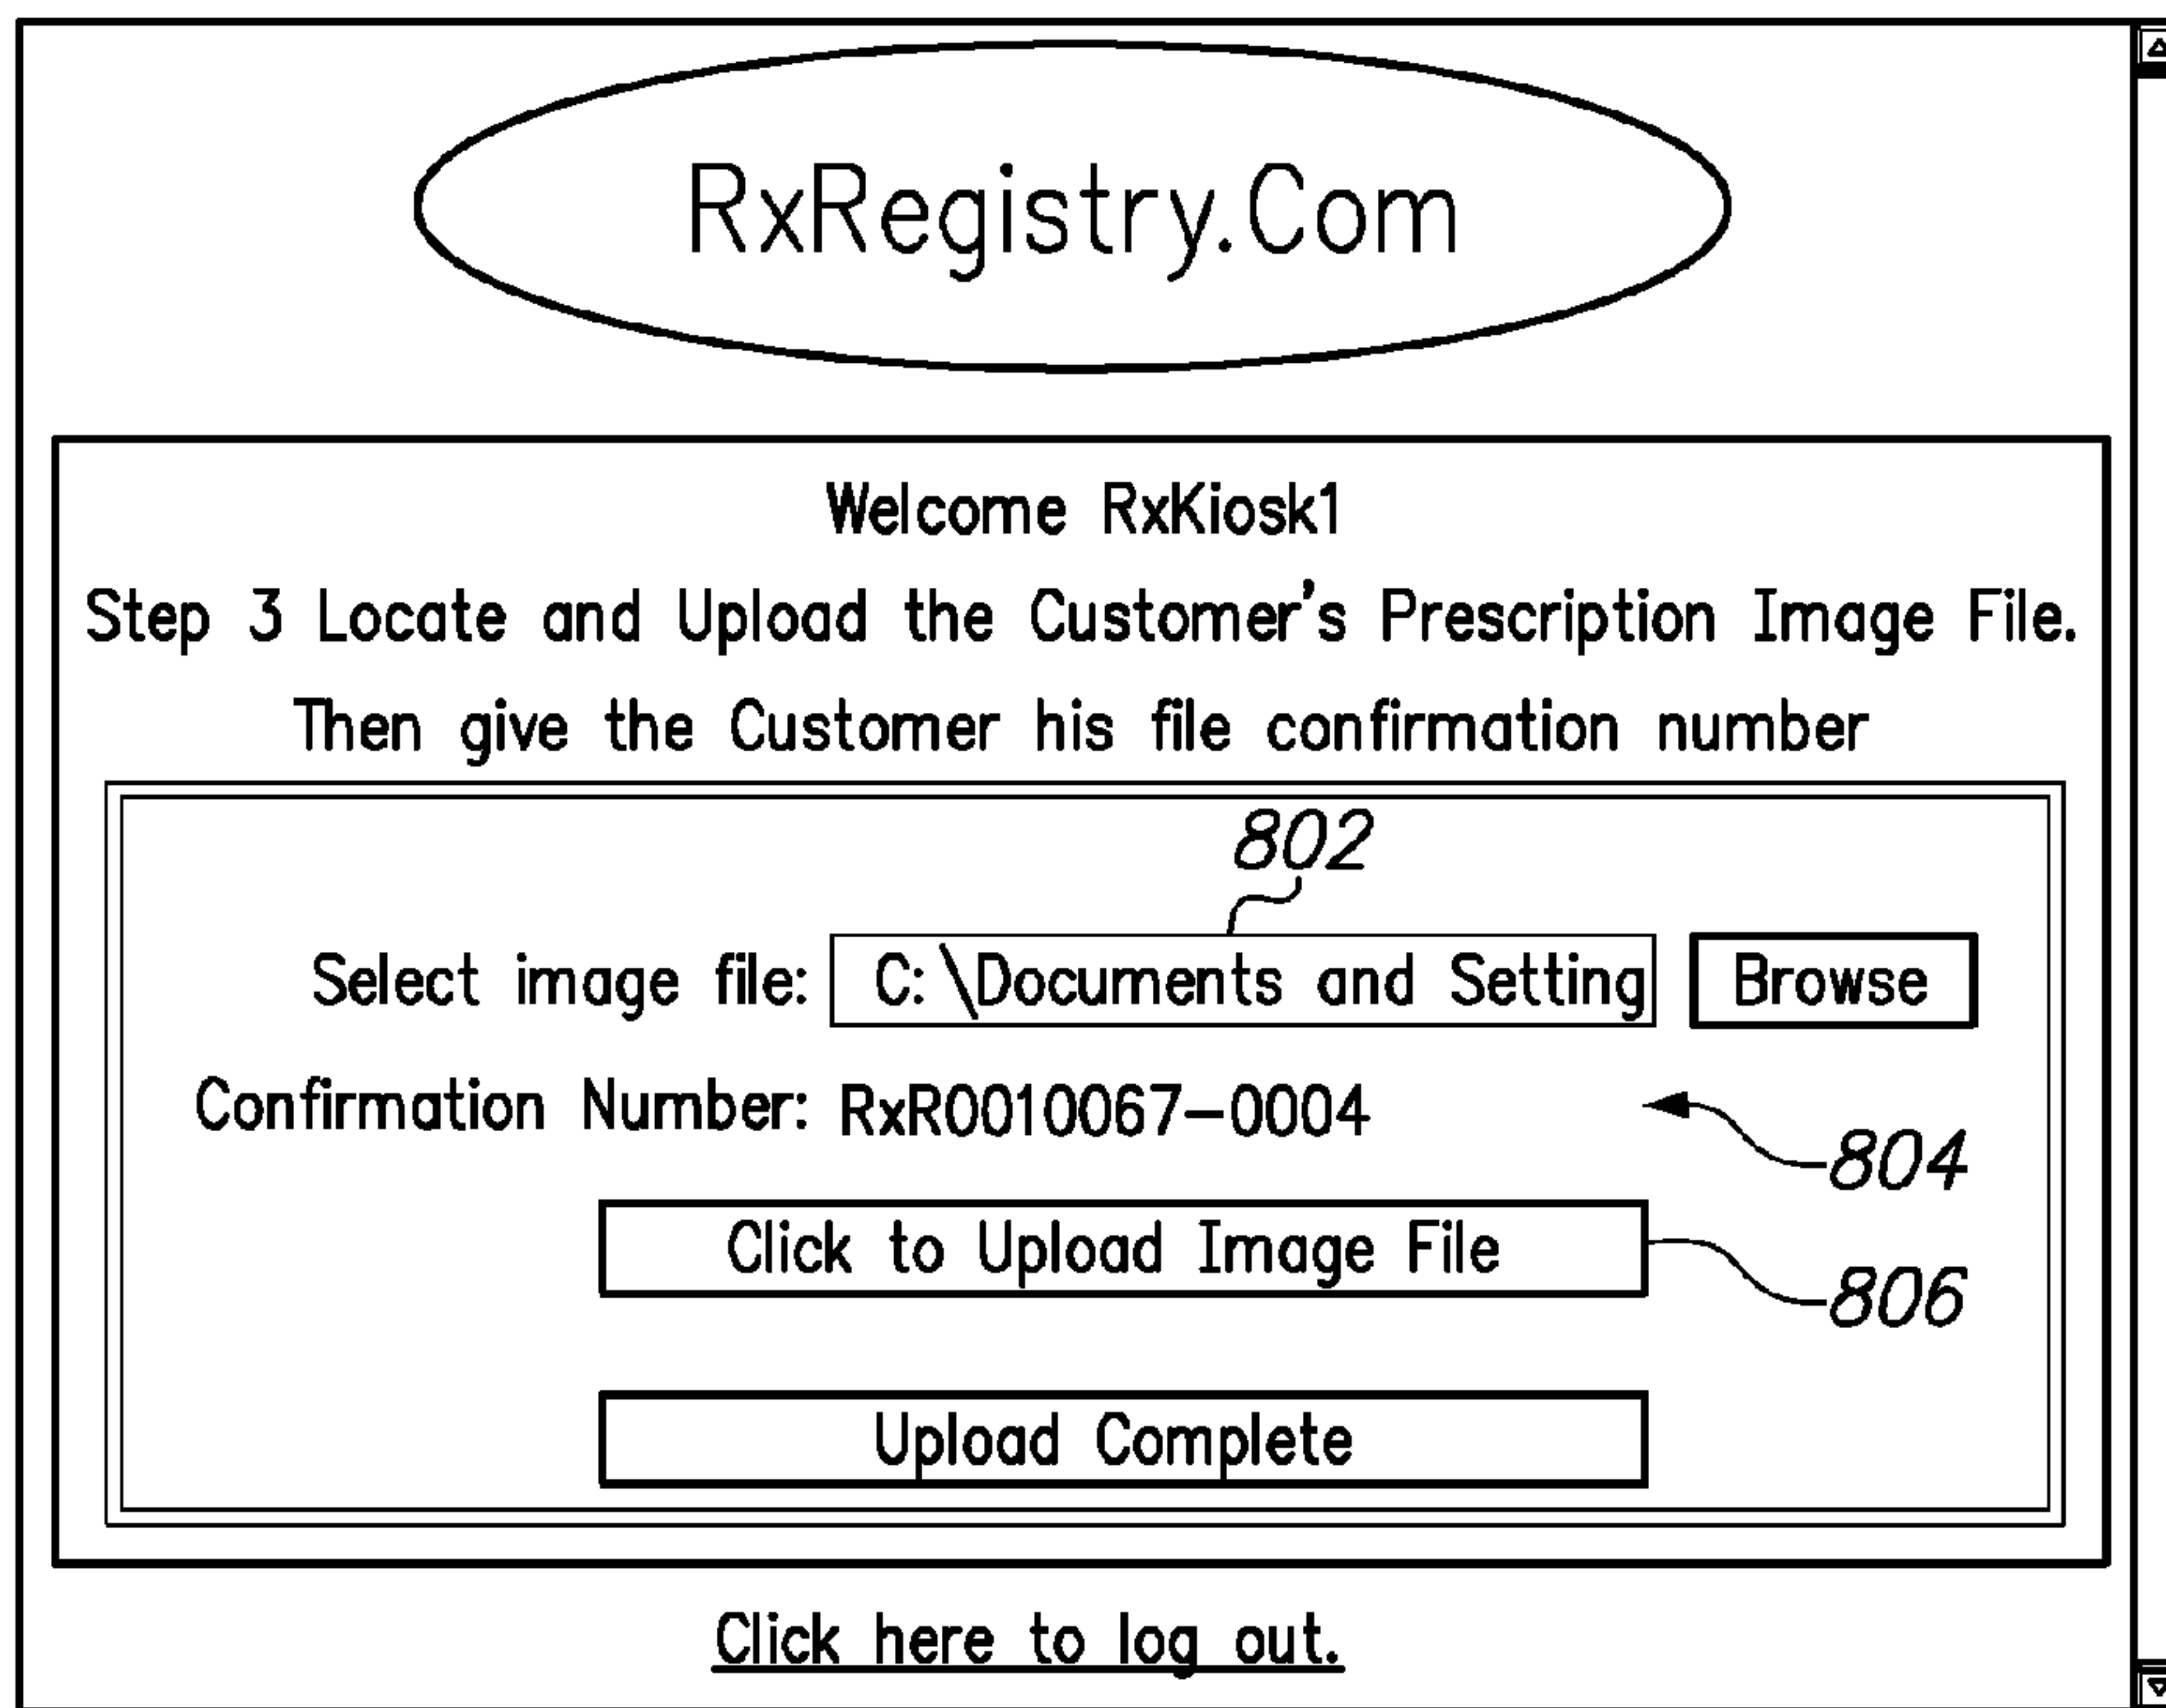 RxRegistry.Com
Welcome RxKiosk1
Step 3 Locate and Upload the Customer's Prescription Image File.
Then give the Customer his file confirmation number
802
Select image file: C:\Documents and Setting Browse
Confirmation Number: RxR0010067-0004
804
Click to Upload Image File
806
Upload Complete
Click here to log out.